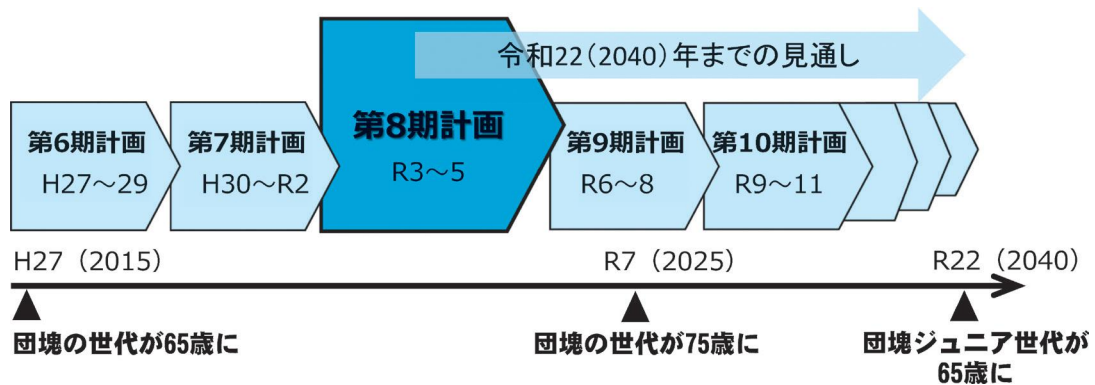 令和22（2040）年までの見通し
第6期計画
H27～29
第7期計画
H30～R2
第8期計画
R3～5
第9期計画
R6～8
第10期計画
R9～11
H27（2015）
R7（2025）
R22（2040）
団塊の世代が65歳に
団塊の世代が75歳に
団塊ジュニア世代が
65歳に